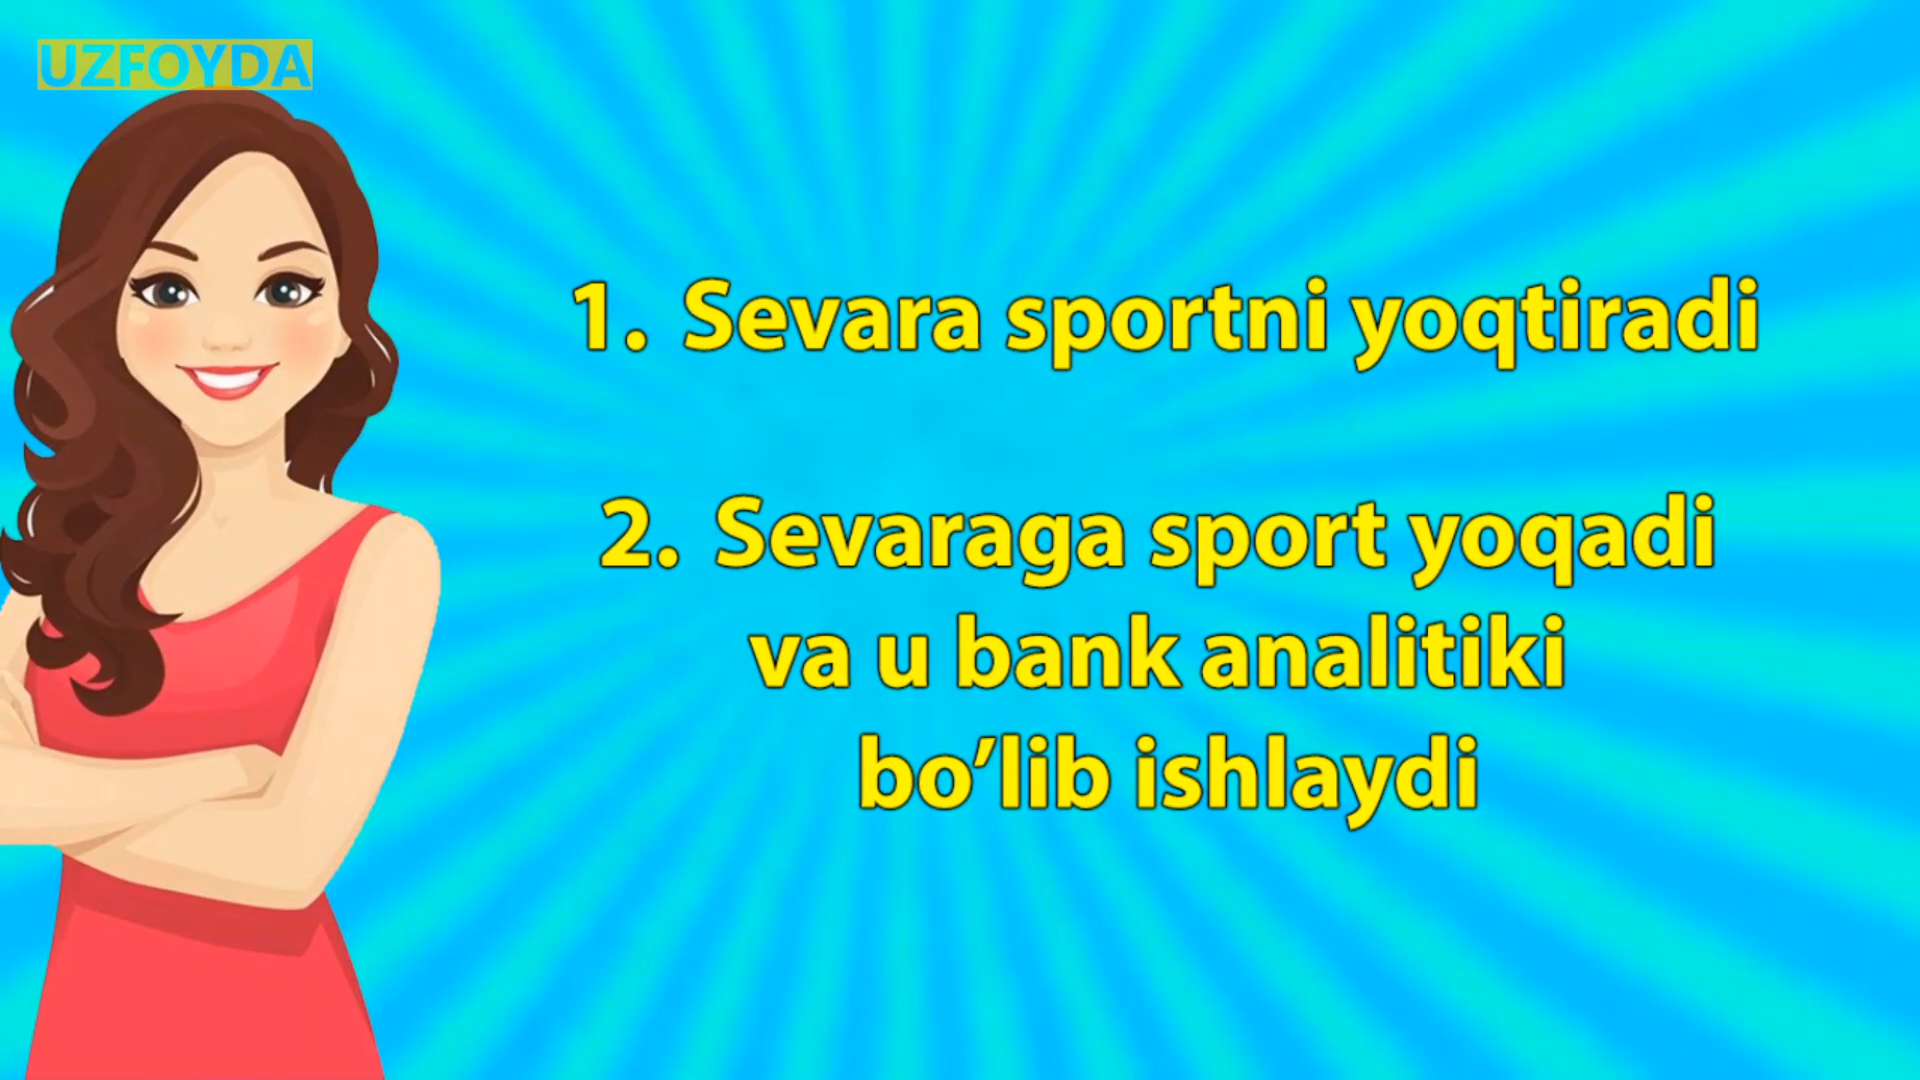 UZFOYDA
1. Sevara sportni yoqtiradi
2. Sevaraga sport yoqadi
va u bank analitiki
bo’lib ishlaydi